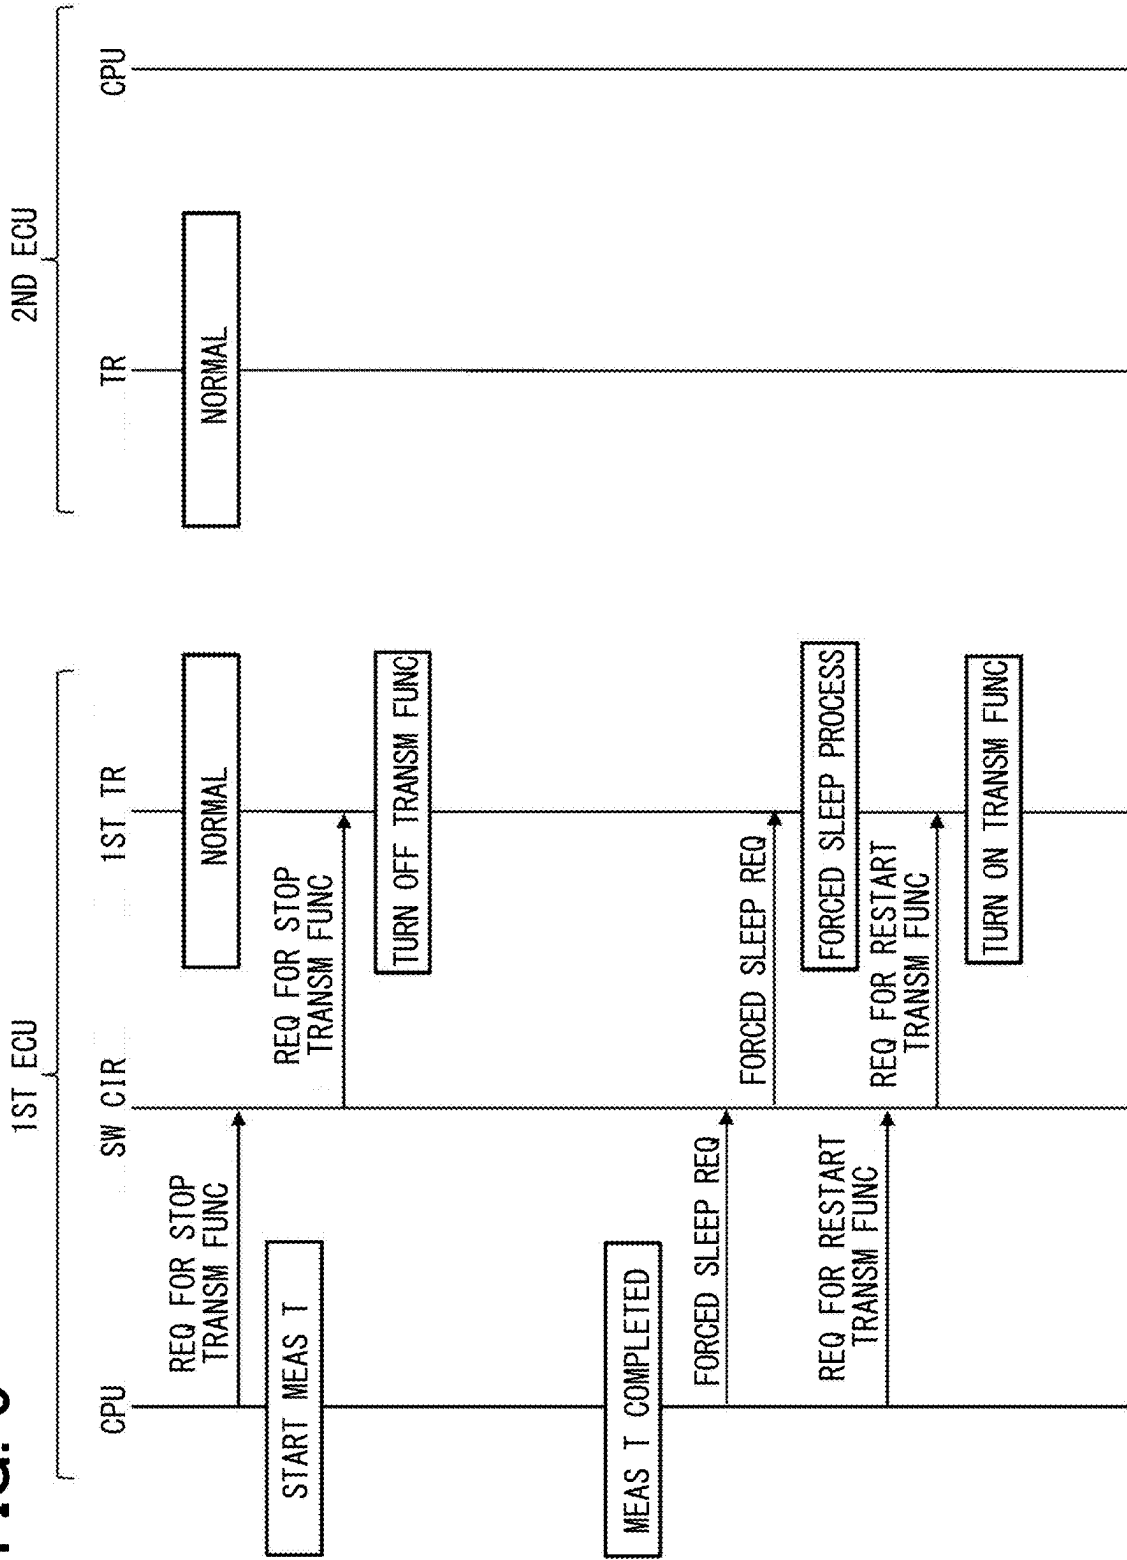 FIG.
1ST ECU
2ND ECU
CPU
SW CIR
1ST TR
TR
CPU
REQ FOR STOP
TRANSM FUNC
NORMAL
NORMAL
START MEAS T
REQ FOR STOP
TRANSM FUNC
TURN OFF TRANSM FUNC
MEAS T COMPLETED
FORCED SLEEP REQ
FORCED SLEEP REQ
FORCED SLEEP PROCESS
REQ FOR RESTART
TRANSM FUNC
REQ FOR RESTART
TRANSM FUNC
TURN ON TRANSM FUNC